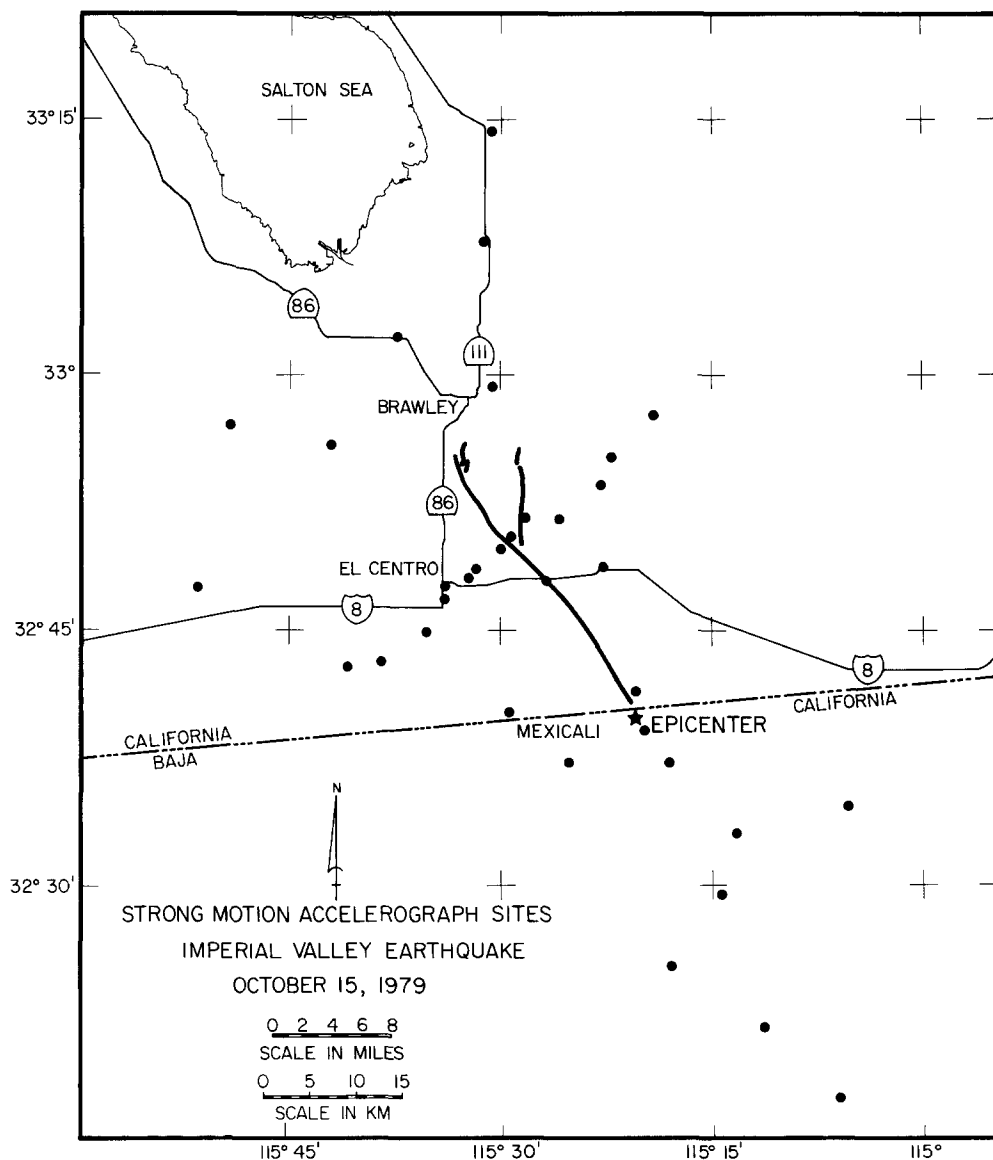 SALTON SEA
33° 15'
86
111
33°
BRAWLEY
86
EL CENTRO
8
32° 45'
8
CALIFORNIA
MEXICALI
EPICENTER
CALIFORNIA
BAJA
N
32° 30'
STRONG MOTION ACCELEROGRAPH SITES
IMPERIAL VALLEY EARTHQUAKE
OCTOBER 15, 1979
0 2 4 6 8
SCALE IN MILES
0 5 10 15
SCALE IN KM
115° 45' 115° 30' 115° 15' 115°